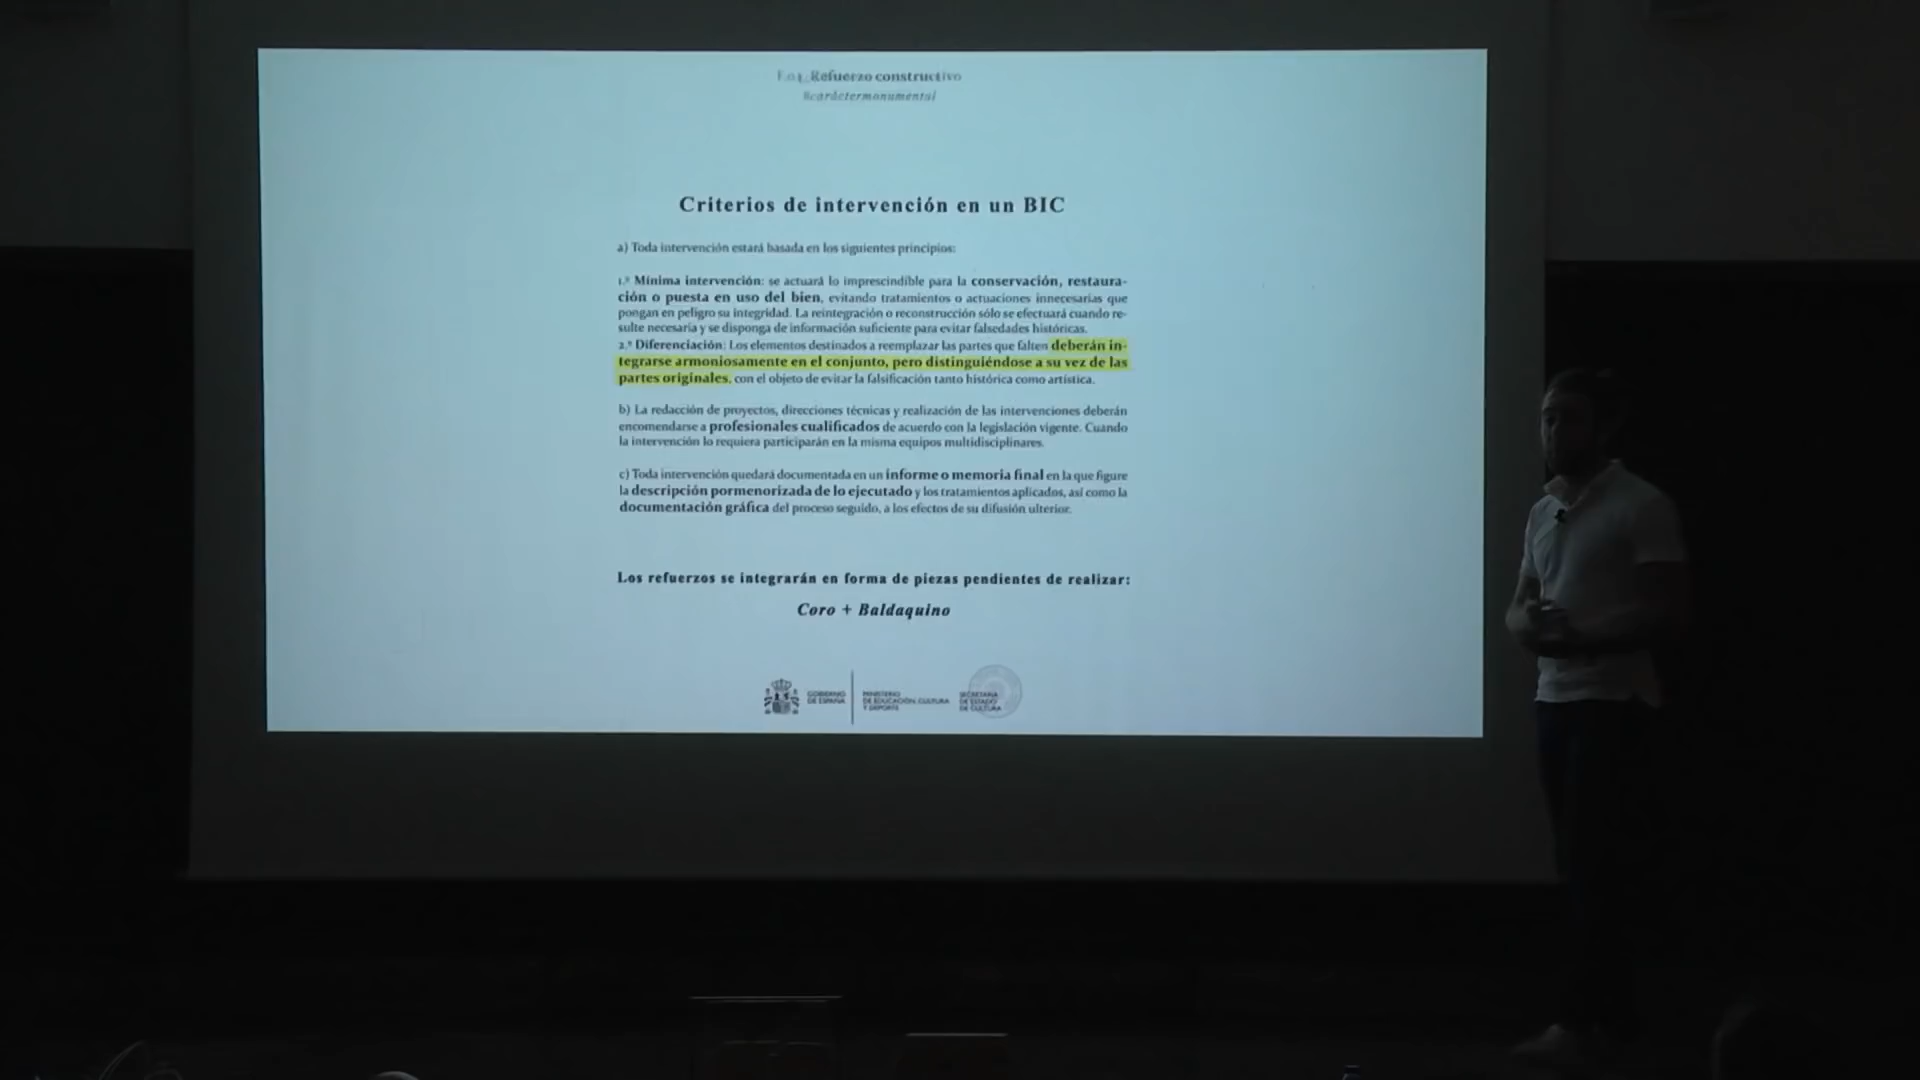 Refuerzo constructivo
#caráctermonumental
Criterios de intervención en un BIC
a) Toda intervención estará basada en los siguientes principios:
1.º Mínima intervención: se actuará lo imprescindible para la conservación, restaura-
ción o puesta en uso del bien, evitando tratamientos o actuaciones innecesarias que
pongan en peligro su integridad. La reintegración o reconstrucción sólo se efectuará cuando re-
sulte necesaria y se disponga de información suficiente para evitar falsedades históricas.
2.º Diferenciación: Los elementos destinados a reemplazar las partes que falten deberán in-
tegrarse armoniosamente en el conjunto, pero distinguiéndose a su vez de las
partes originales, con el objeto de evitar la falsificación tanto histórica como artística.
b) La redacción de proyectos, direcciones técnicas y realización de las intervenciones deberán
encomendarse a profesionales cualificados de acuerdo con la legislación vigente. Cuando
la intervención lo requiera participarán en la misma equipos multidisciplinares.
c) Toda intervención quedará documentada en un informe o memoria final en la que figure
la descripción pormenorizada de lo ejecutado y los tratamientos aplicados, así como la
documentación gráfica del proceso seguido, a los efectos de su difusión ulterior.
Los refuerzos se integrarán en forma de piezas pendientes de realizar:
Coro + Baldaquino
GOBIERNO
DE ESPAÑA
MINISTERIO
DE EDUCACIÓN, CULTURA
Y DEPORTE
SECRETARÍA
DE ESTADO
DE CULTURA